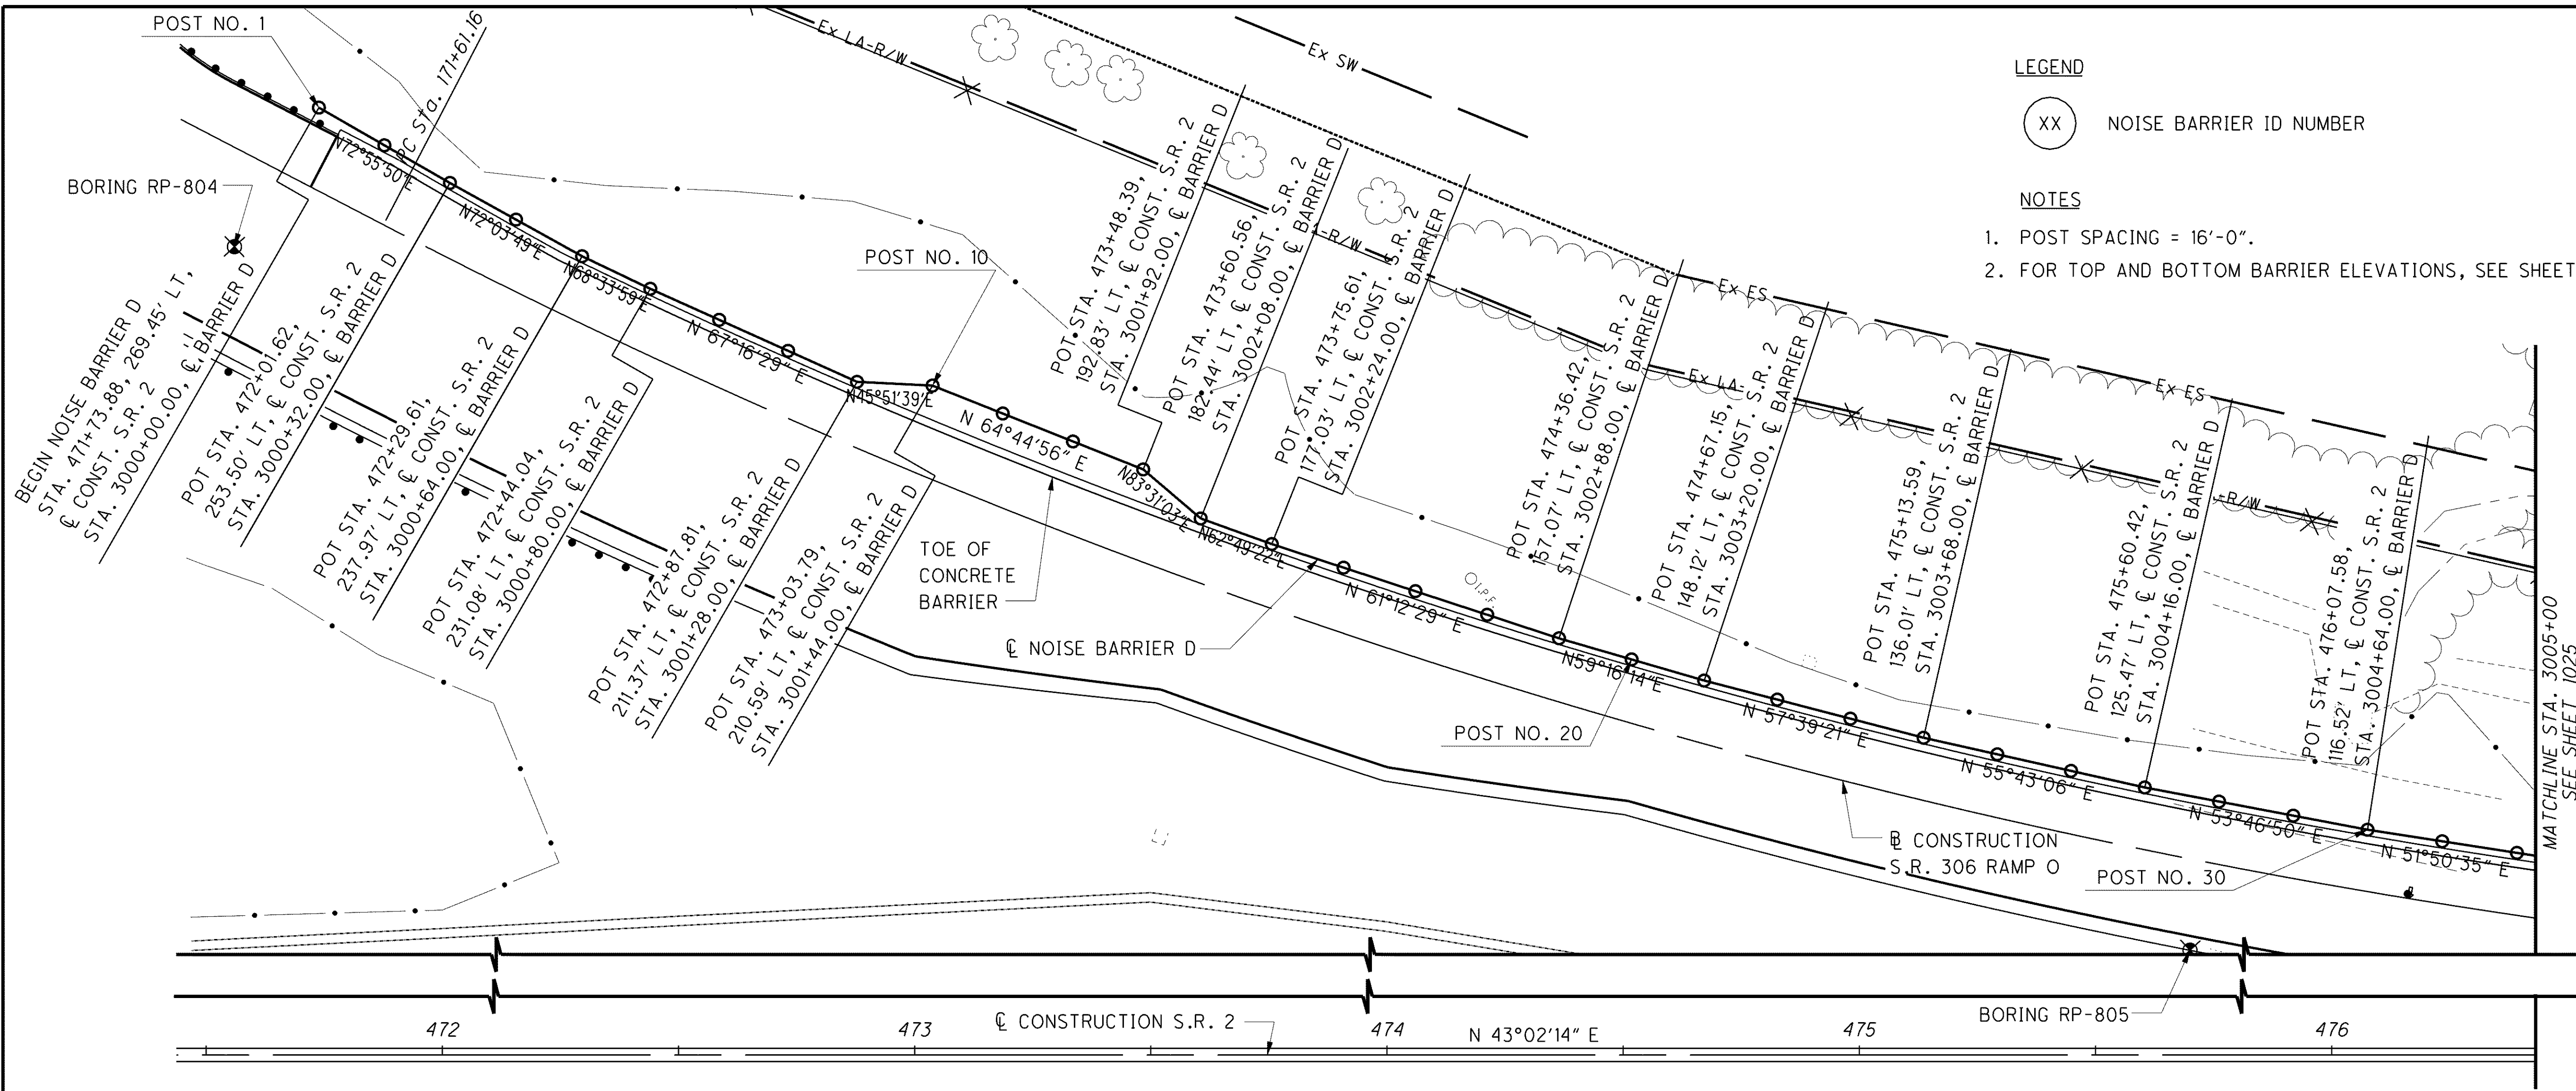 POST NO. 1
PC Sta. 171+61.16
Ex LA-R/W
Ex SW
LEGEND
XX
NOISE BARRIER ID NUMBER
NOTES
1. POST SPACING = 16'-0".
2. FOR TOP AND BOTTOM BARRIER ELEVATIONS, SEE SHEET
BORING RP-804
N72°55'50"E
N72°03'49"E
N68°33'59"E
N 67°16'29" E
N45°51'39"E
N 64°44'56" E
N83°31'03"E
N62°49'22"E
N 61°12'29" E
N59°16'14"E
N 57°39'21" E
N 55°43'06" E
N 53°46'50" E
N 51°50'35" E
POST NO. 10
BEGIN NOISE BARRIER D
STA. 471+73.88, 269.45' LT,
℄ CONST. S.R. 2
STA. 3000+00.00, ℄ BARRIER D
POT STA. 472+01.62,
253.50' LT, ℄ CONST. S.R. 2
STA. 3000+32.00, ℄ BARRIER D
POT STA. 472+29.61,
237.97' LT, ℄ CONST. S.R. 2
STA. 3000+64.00, ℄ BARRIER D
POT STA. 472+44.04,
231.08' LT, ℄ CONST. S.R. 2
STA. 3000+80.00, ℄ BARRIER D
POT STA. 472+87.81,
211.37' LT, ℄ CONST. S.R. 2
STA. 3001+28.00, ℄ BARRIER D
POT STA. 473+03.79,
210.59' LT, ℄ CONST. S.R. 2
STA. 3001+44.00, ℄ BARRIER D
POT STA. 473+48.39,
192.83' LT, ℄ CONST. S.R. 2
STA. 3001+92.00, ℄ BARRIER D
POT STA. 473+60.56,
182.44' LT, ℄ CONST. S.R. 2
STA. 3002+08.00, ℄ BARRIER D
POT STA. 473+75.61,
177.03' LT, ℄ CONST. S.R. 2
STA. 3002+24.00, ℄ BARRIER D
POT STA. 474+36.42,
157.07' LT, ℄ CONST. S.R. 2
STA. 3002+88.00, ℄ BARRIER D
POT STA. 474+67.15,
148.12' LT, ℄ CONST. S.R. 2
STA. 3003+20.00, ℄ BARRIER D
POT STA. 475+13.59,
136.01' LT, ℄ CONST. S.R. 2
STA. 3003+68.00, ℄ BARRIER D
POT STA. 475+60.42,
125.47' LT, ℄ CONST. S.R. 2
STA. 3004+16.00, ℄ BARRIER D
POT STA. 476+07.58,
116.52' LT, ℄ CONST. S.R. 2
STA. 3004+64.00, ℄ BARRIER D
-R/W
Ex ES
Ex LA-
Ex ES
-R/W
TOE OF
CONCRETE
BARRIER
℄ NOISE BARRIER D
I.P.F.
POST NO. 20
POST NO. 30
BL CONSTRUCTION
S.R. 306 RAMP O
MATCHLINE STA. 3005+00
SEE SHEET 1025
BORING RP-805
472
473
℄ CONSTRUCTION S.R. 2
474
N 43°02'14" E
475
476